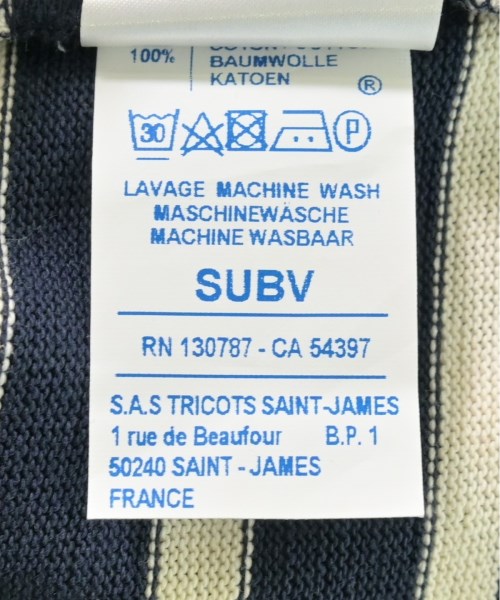 100%
BAUMWOLLE
KATOEN
®
30
P
LAVAGE MACHINE WASH
MASCHINEWÄSCHE
MACHINE WASBAAR
SUBV
RN 130787 - CA 54397
S.A.S TRICOTS SAINT-JAMES
1 rue de Beaufour B.P. 1
50240 SAINT - JAMES
FRANCE